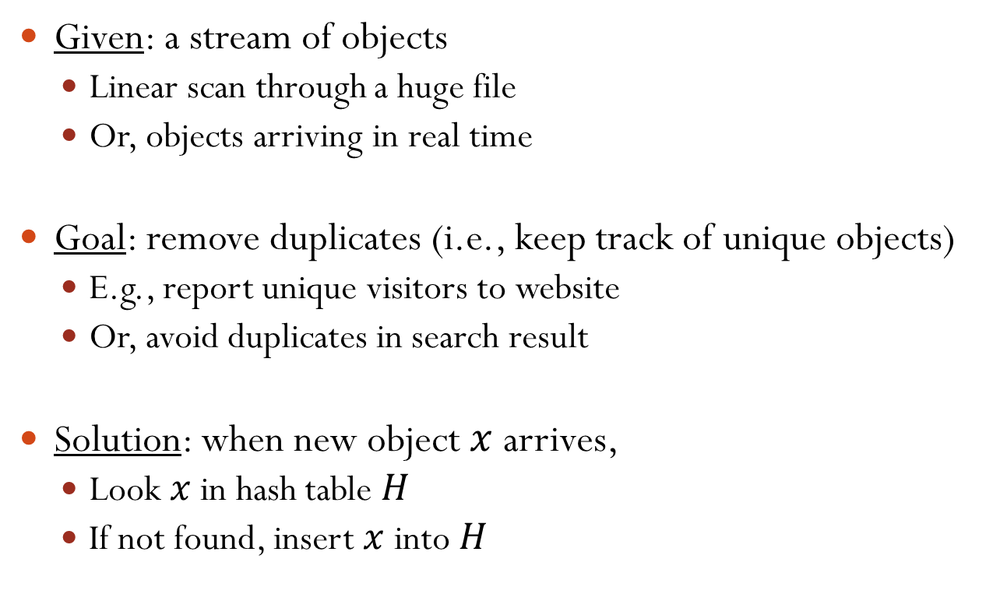 • Given: a stream of objects
• Linear scan through a huge file
• Or, objects arriving in real time
• Goal: remove duplicates (i.e., keep track of unique objects)
• E.g., report unique visitors to website
• Or, avoid duplicates in search result
• Solution: when new object 𝑥 arrives,
• Look 𝑥 in hash table 𝐻
• If not found, insert 𝑥 into 𝐻